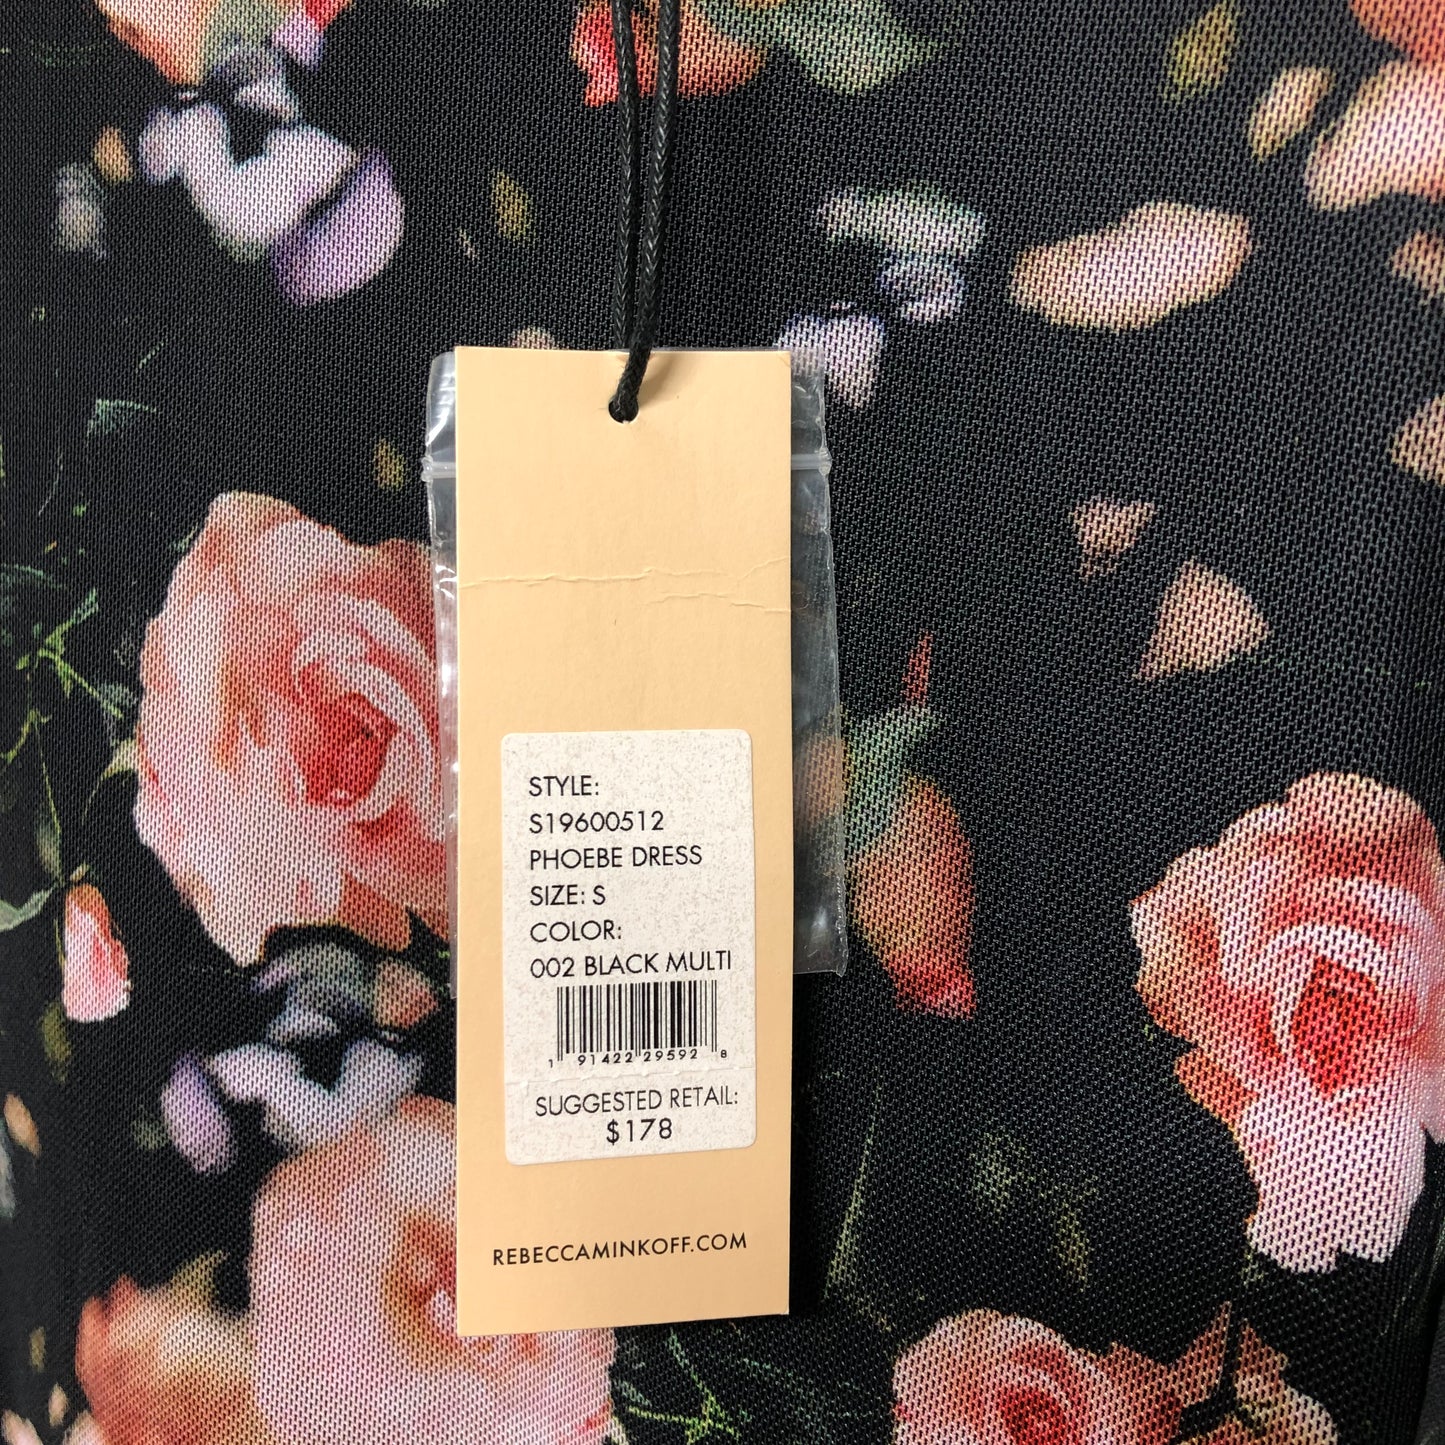 STYLE:
S19600512
PHOEBE DRESS
SIZE: S
COLOR:
002 BLACK MULTI
1 91422 29592 8
SUGGESTED RETAIL:
$178
REBECCAMINKOFF.COM